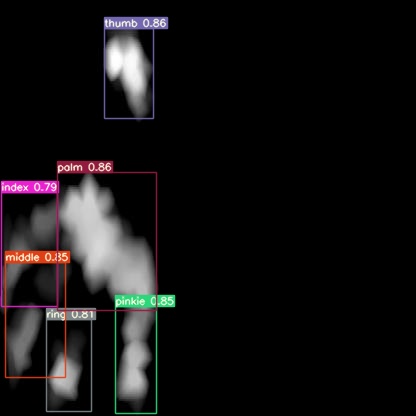 thumb 0.86
palm 0.86
index 0.79
middle 0.85
pinkie 0.85
ring 0.81